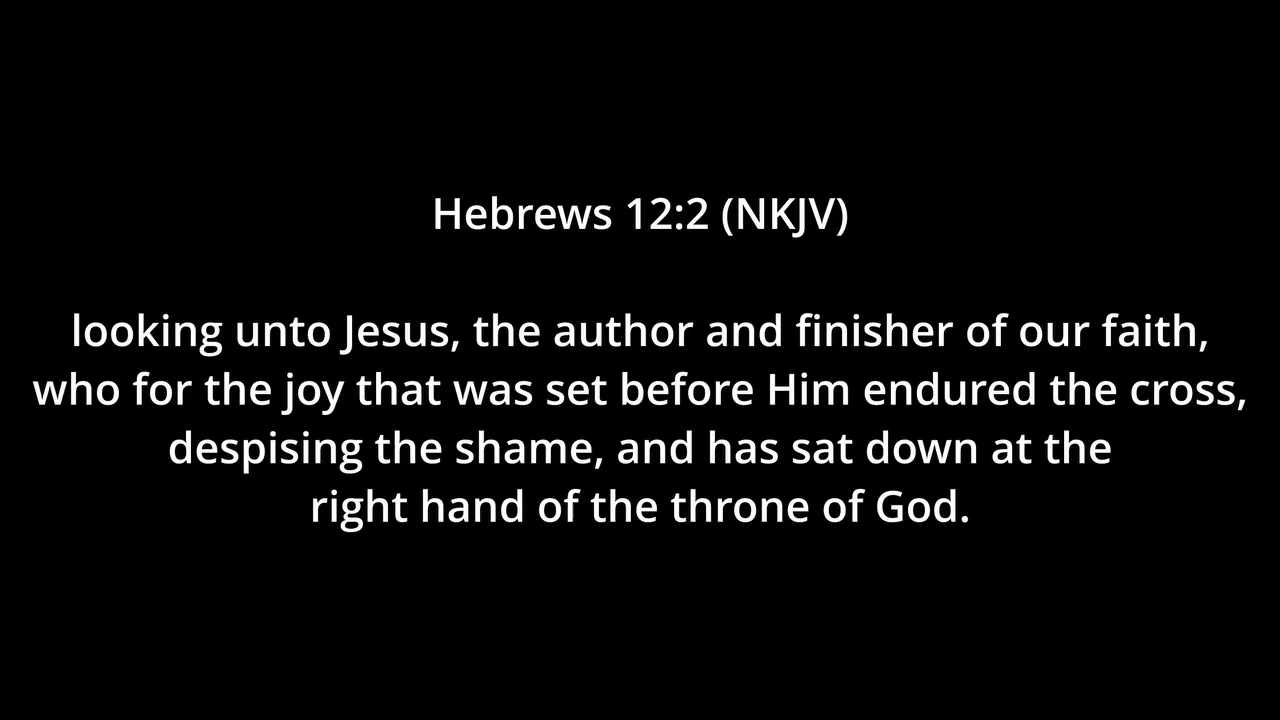 Hebrews 12:2 (NKJV)
looking unto Jesus, the author and finisher of our faith,
who for the joy that was set before Him endured the cross,
despising the shame, and has sat down at the
right hand of the throne of God.